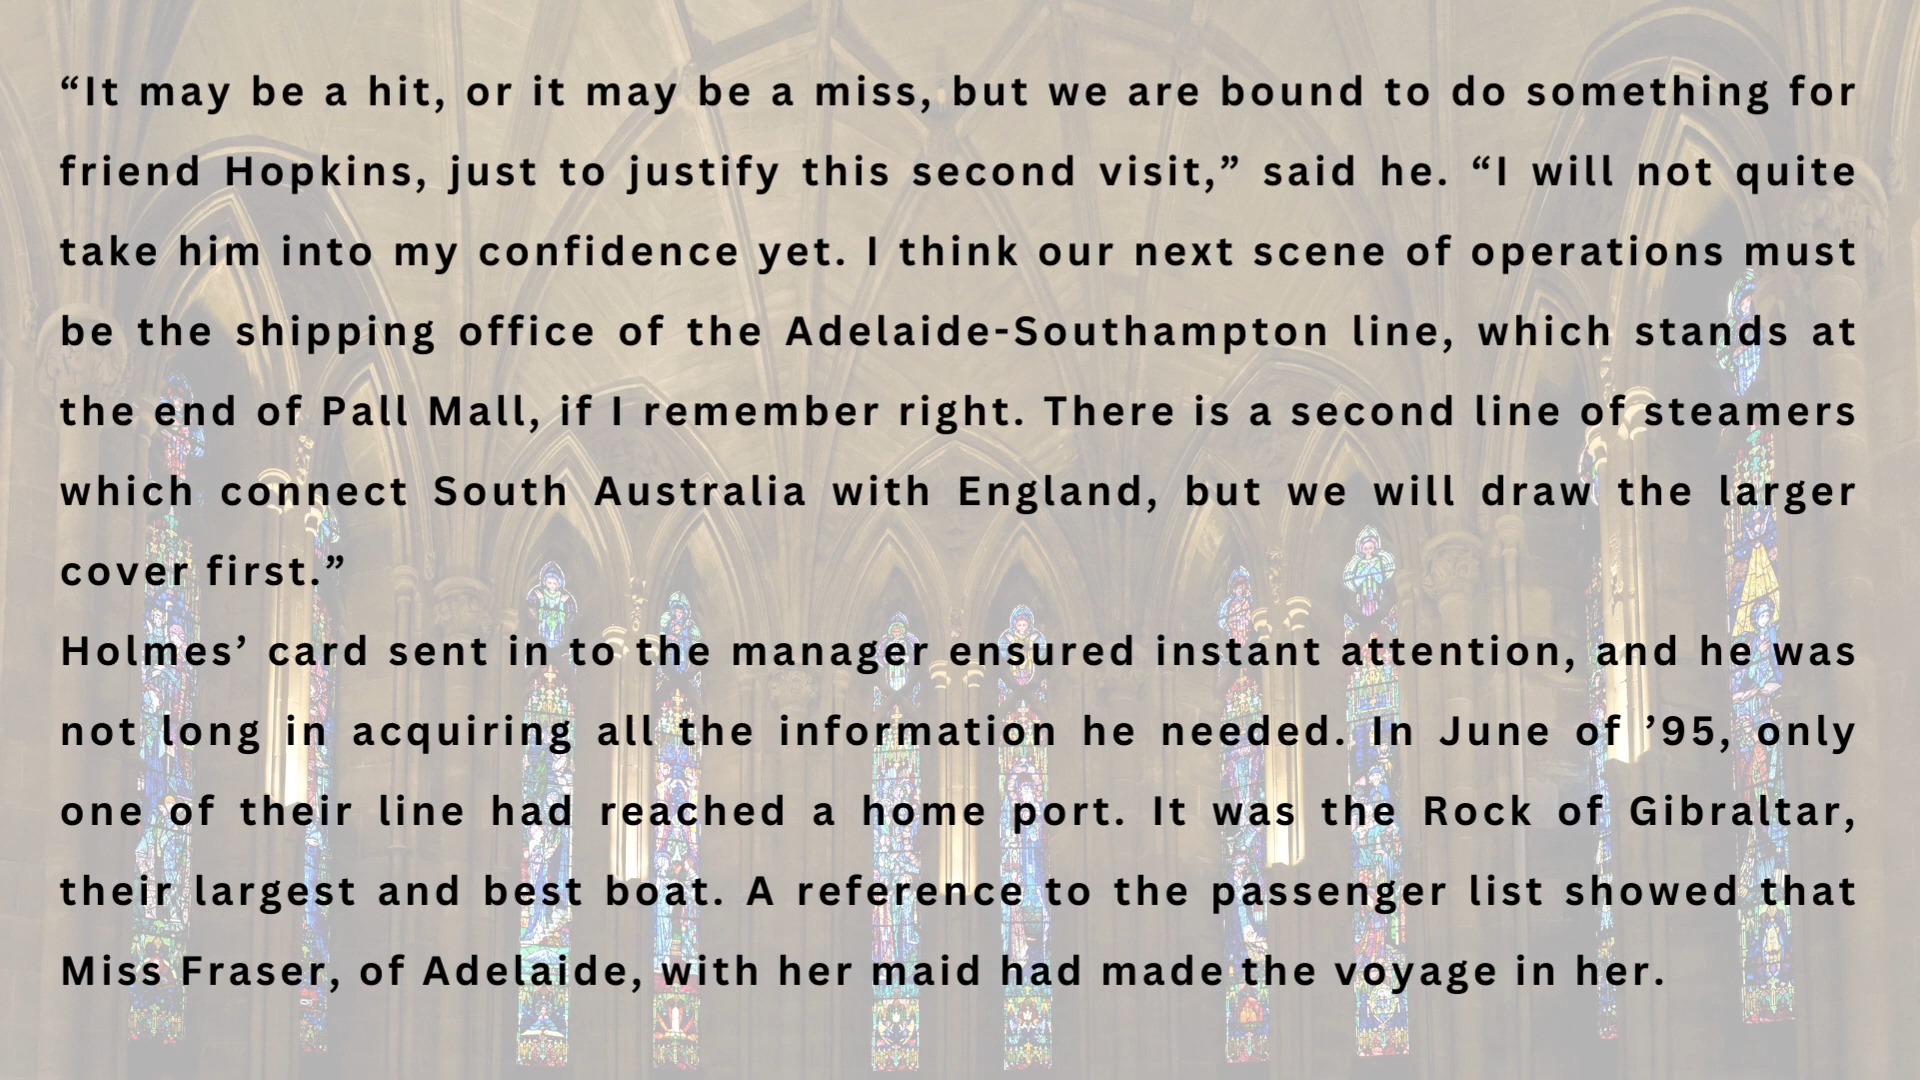 “It may be a hit, or it may be a miss, but we are bound to do something for
friend Hopkins, just to justify this second visit,” said he. “I will not quite
take him into my confidence yet. I think our next scene of operations must
be the shipping office of the Adelaide-Southampton line, which stands at
the end of Pall Mall, if I remember right. There is a second line of steamers
which connect South Australia with England, but we will draw the larger
cover first.”
Holmes’ card sent in to the manager ensured instant attention, and he was
not long in acquiring all the information he needed. In June of ’95, only
one of their line had reached a home port. It was the Rock of Gibraltar,
their largest and best boat. A reference to the passenger list showed that
Miss Fraser, of Adelaide, with her maid had made the voyage in her.